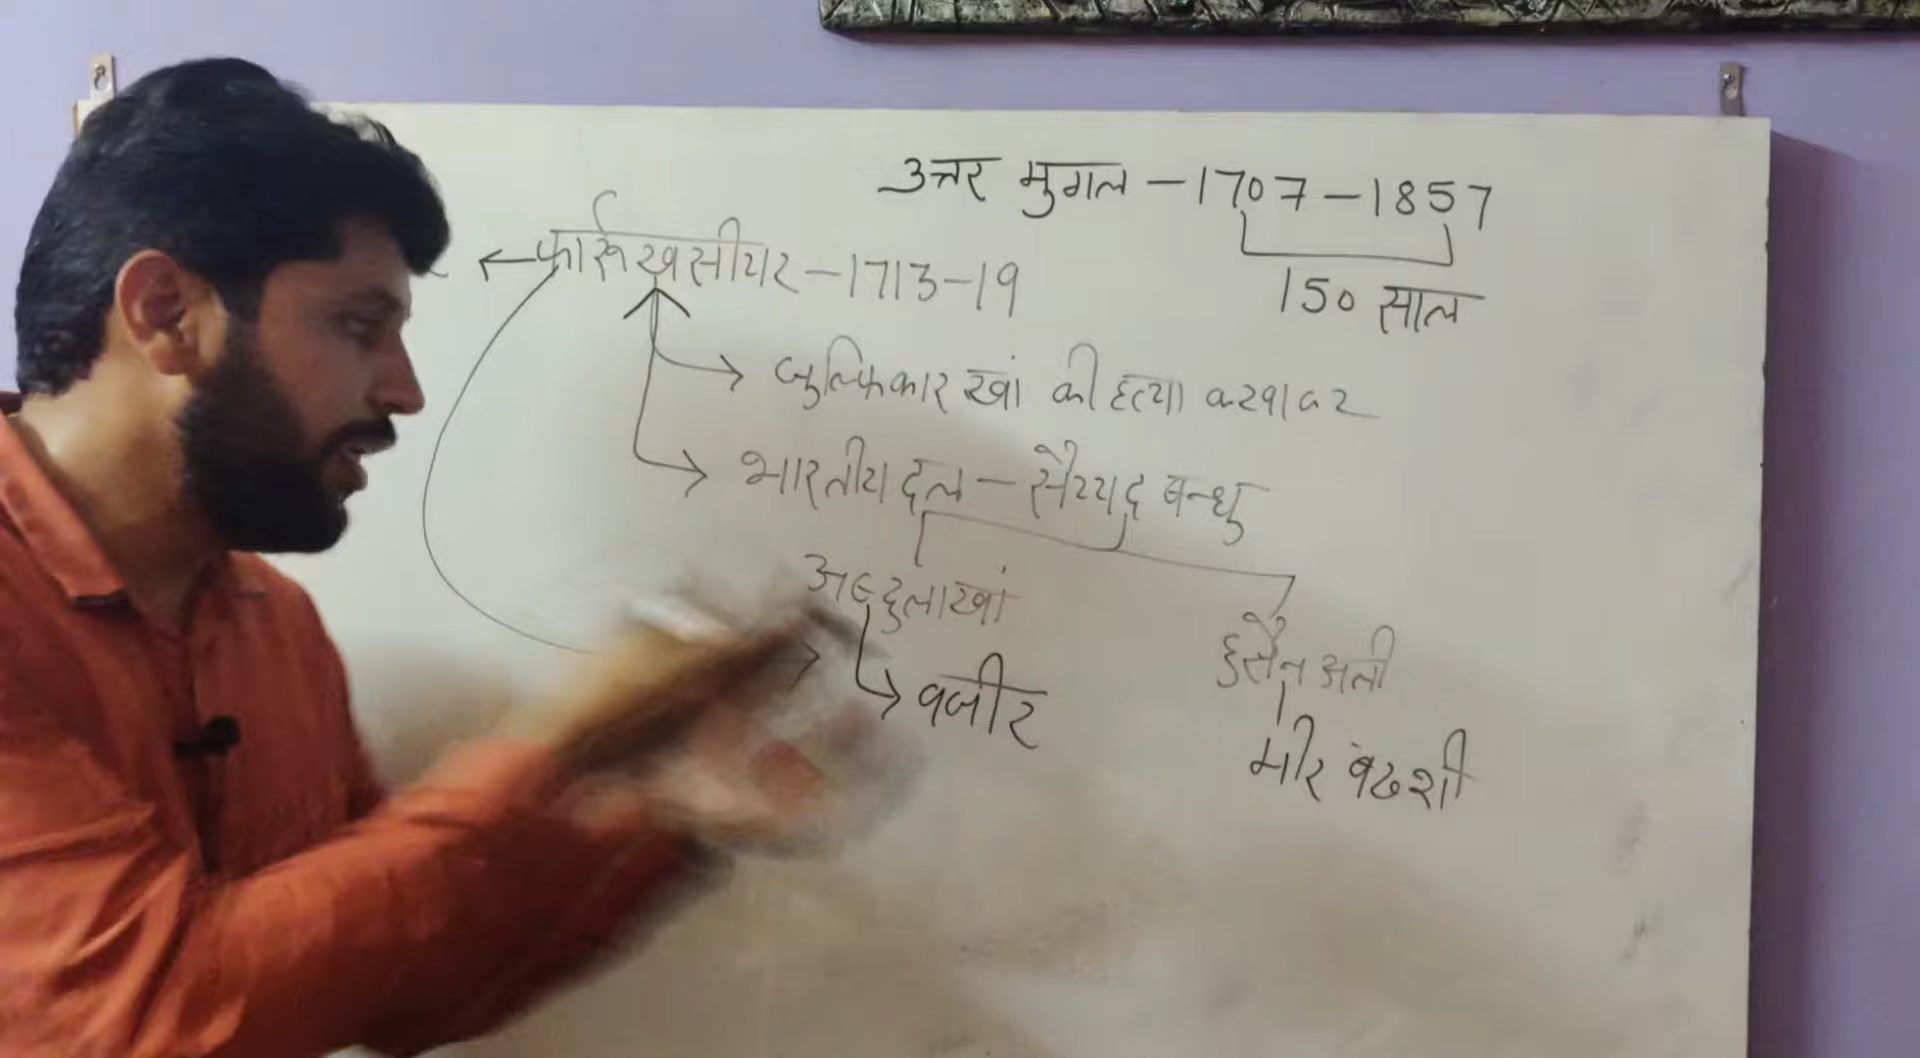 उत्तर मुगल – 1707 – 1857
150 साल
फार्रूखसीयर – 1713-19
जुल्फिकार खां की हत्या करवाकर
भारतीय दल – सैय्यद बन्धु
अब्दुलाखां
हुसैन अली
वजीर
मीर बख्शी